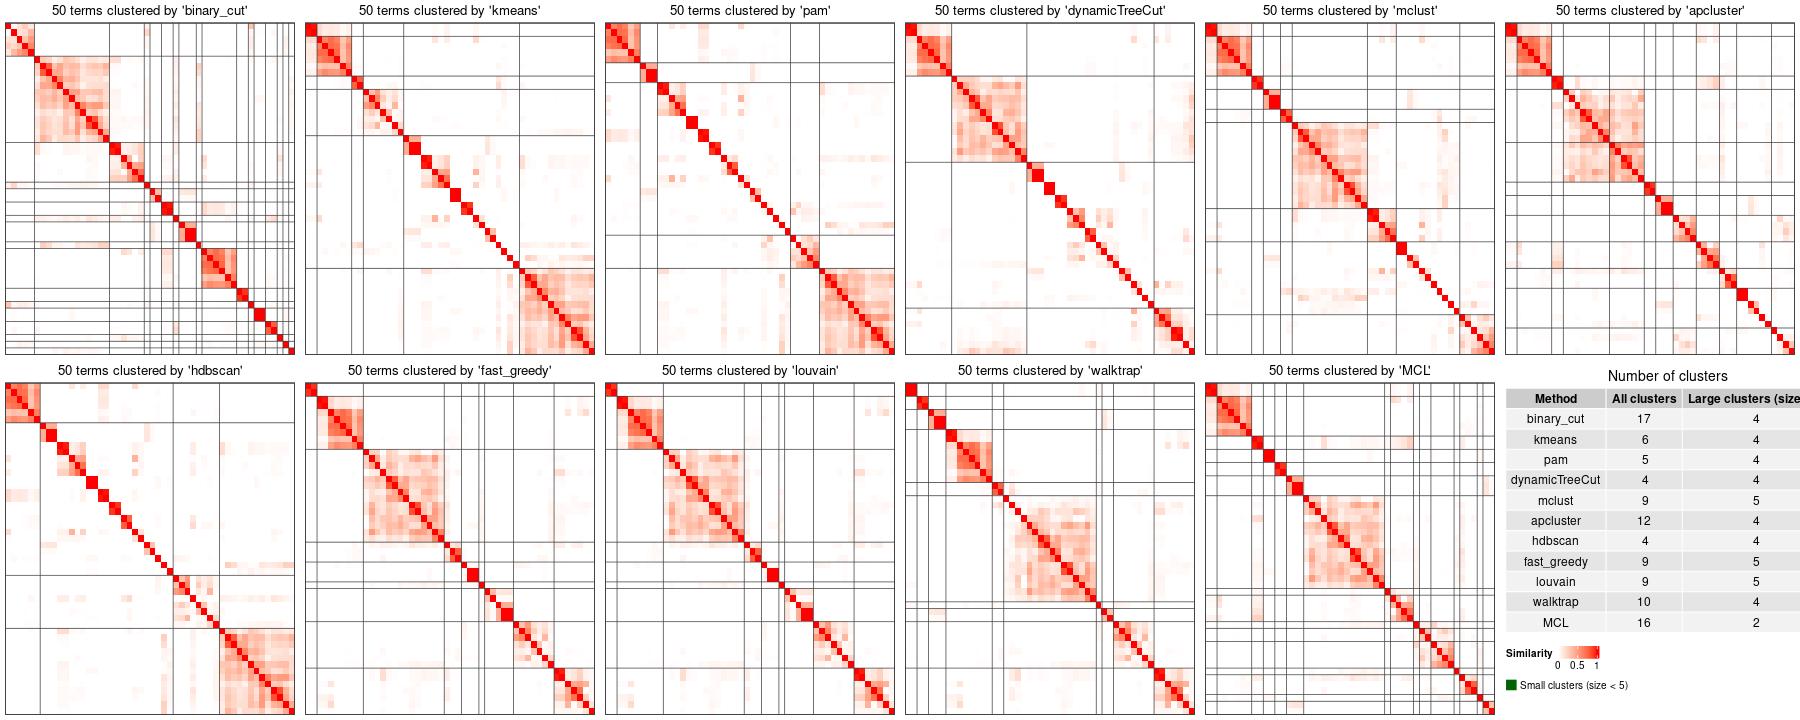 50 terms clustered by 'binary_cut'
50 terms clustered by 'kmeans'
50 terms clustered by 'pam'
50 terms clustered by 'dynamicTreeCut'
50 terms clustered by 'mclust'
50 terms clustered by 'apcluster'
50 terms clustered by 'hdbscan'
50 terms clustered by 'fast_greedy'
50 terms clustered by 'louvain'
50 terms clustered by 'walktrap'
50 terms clustered by 'MCL'
Number of clusters
Method All clusters Large clusters (size
binary_cut 17 4
kmeans 6 4
pam 5 4
dynamicTreeCut 4 4
mclust 9 5
apcluster 12 4
hdbscan 4 4
fast_greedy 9 5
louvain 9 5
walktrap 10 4
MCL 16 2
Similarity
0 0.5 1
Small clusters (size < 5)